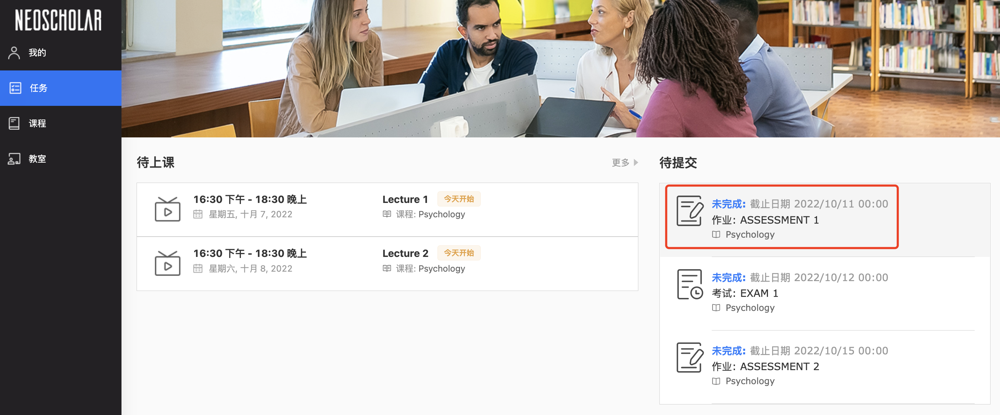 NEOSCHOLAR
我的
任务
课程
教室
待上课
更多
16:30 下午 - 18:30 晚上
星期五, 十月 7, 2022
Lecture 1 今天开始
课程: Psychology
16:30 下午 - 18:30 晚上
星期六, 十月 8, 2022
Lecture 2 今天开始
课程: Psychology
待提交
未完成: 截止日期 2022/10/11 00:00
作业: ASSESSMENT 1
Psychology
未完成: 截止日期 2022/10/12 00:00
考试: EXAM 1
Psychology
未完成: 截止日期 2022/10/15 00:00
作业: ASSESSMENT 2
Psychology